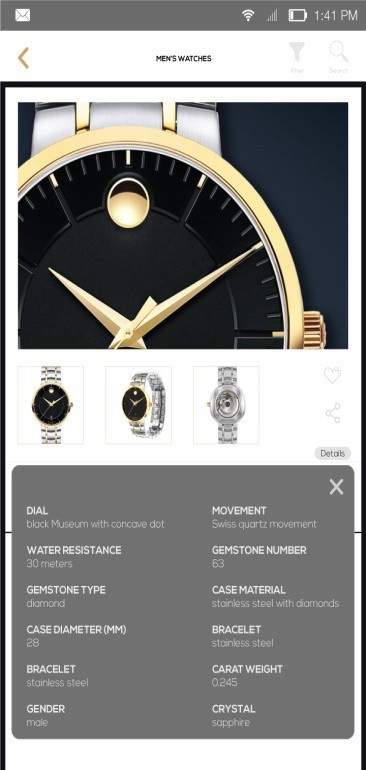 1:41 PM
MEN'S WATCHES
Filter
Search
Details
DIAL
black Museum with concave dot
MOVEMENT
Swiss quartz movement
WATER RESISTANCE
30 meters
GEMSTONE NUMBER
63
GEMSTONE TYPE
diamond
CASE MATERIAL
stainless steel with diamonds
CASE DIAMETER (MM)
28
BRACELET
stainless steel
BRACELET
stainless steel
CARAT WEIGHT
0.245
GENDER
male
CRYSTAL
sapphire